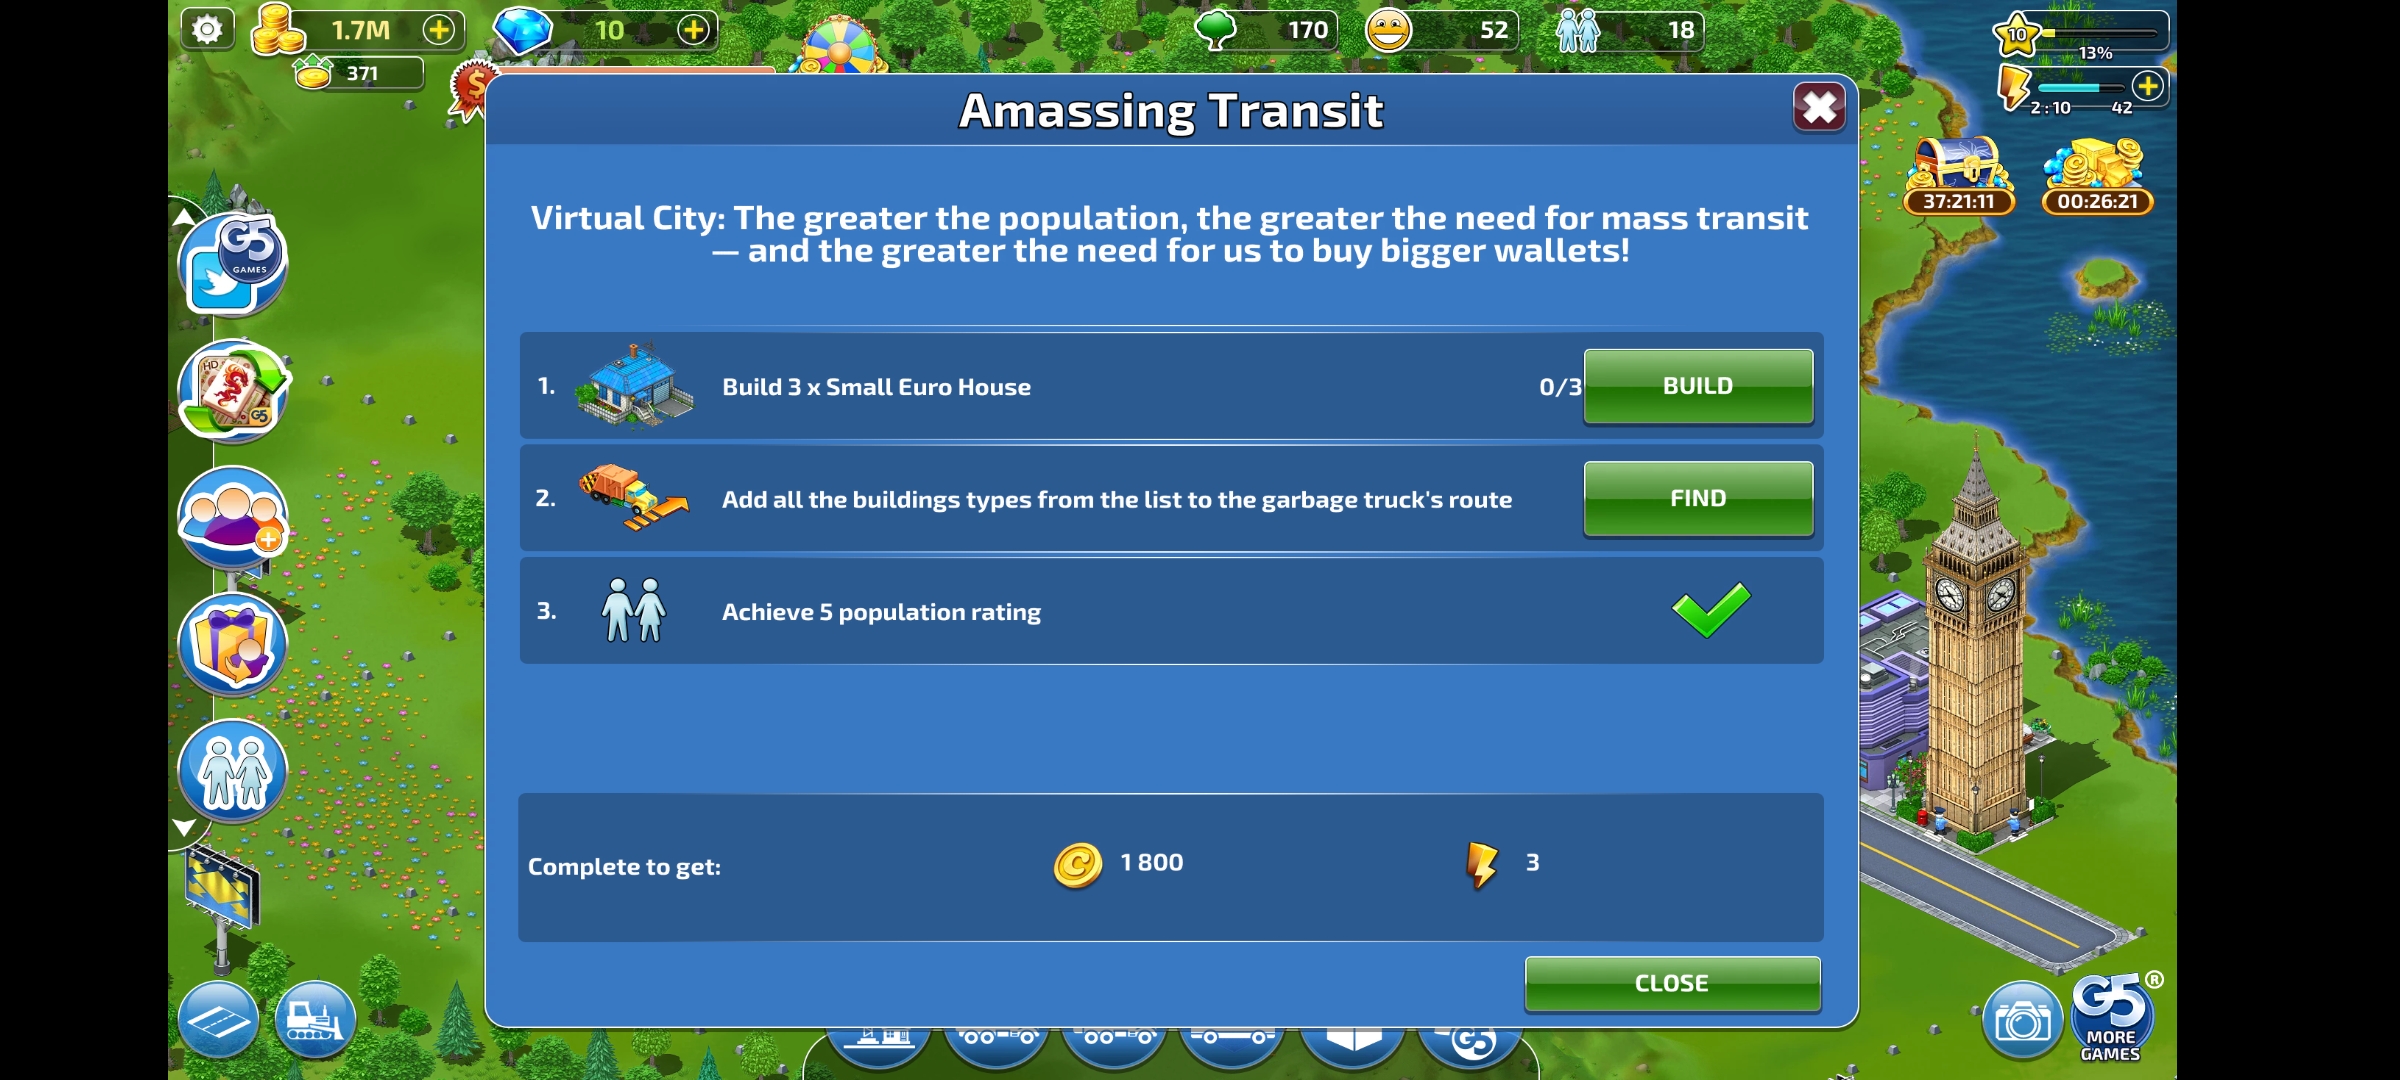 1.7M
10
170
52
18
10
13%
371
$
2:10
42
Amassing Transit
37:21:11
00:26:21
Virtual City: The greater the population, the greater the need for mass transit
— and the greater the need for us to buy bigger wallets!
G5
GAMES
HD
G5
1.
Build 3 x Small Euro House
0/3
BUILD
2.
Add all the buildings types from the list to the garbage truck's route
FIND
3.
Achieve 5 population rating
Complete to get:
C
1 800
3
CLOSE
G5
G5 ®
MORE
GAMES